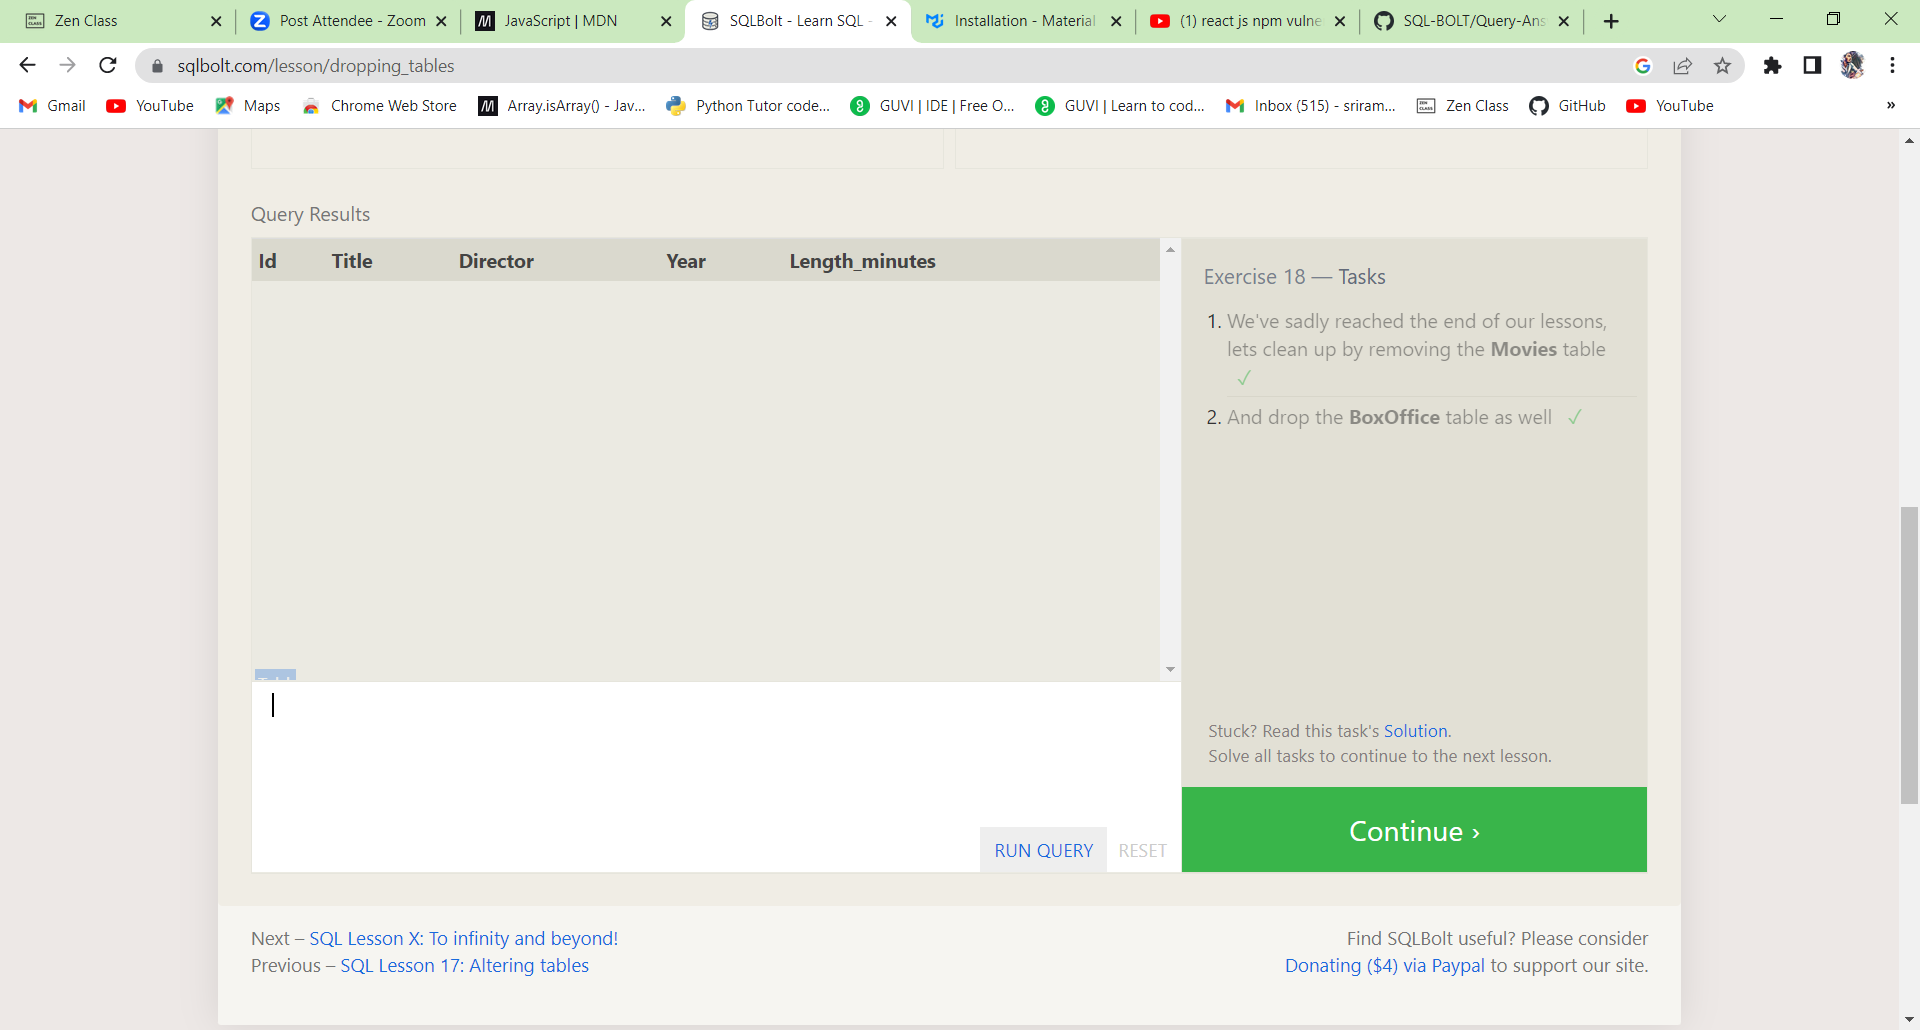 Zen Class
Post Attendee - Zoom
JavaScript | MDN
SQLBolt - Learn SQL -
Installation - Material
(1) react js npm vulne
SQL-BOLT/Query-Ans
sqlbolt.com/lesson/dropping_tables
Gmail
YouTube
Maps
Chrome Web Store
Array.isArray() - Jav...
Python Tutor code...
GUVI | IDE | Free O...
GUVI | Learn to cod...
Inbox (515) - sriram...
Zen Class
GitHub
YouTube
»
Query Results
Id Title Director Year Length_minutes
Exercise 18 — Tasks
1. We've sadly reached the end of our lessons,
lets clean up by removing the Movies table
✓
2. And drop the BoxOffice table as well ✓
Stuck? Read this task's Solution.
Solve all tasks to continue to the next lesson.
RUN QUERY RESET
Continue ›
Next – SQL Lesson X: To infinity and beyond!
Previous – SQL Lesson 17: Altering tables
Find SQLBolt useful? Please consider
Donating ($4) via Paypal to support our site.